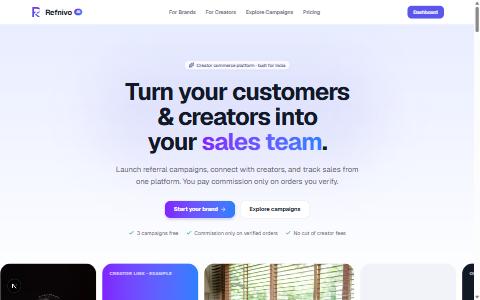 Refnivo
For Brands For Creators Explore Campaigns Pricing
Dashboard
Creator commerce platform · built for India
Turn your customers
& creators into
your sales team.
Launch referral campaigns, connect with creators, and track sales from
one platform. You pay commission only on orders you verify.
Start your brand → Explore campaigns
✓ 3 campaigns free ✓ Commission only on verified orders ✓ No cut of creator fees
CREATOR LINK · EXAMPLE
N